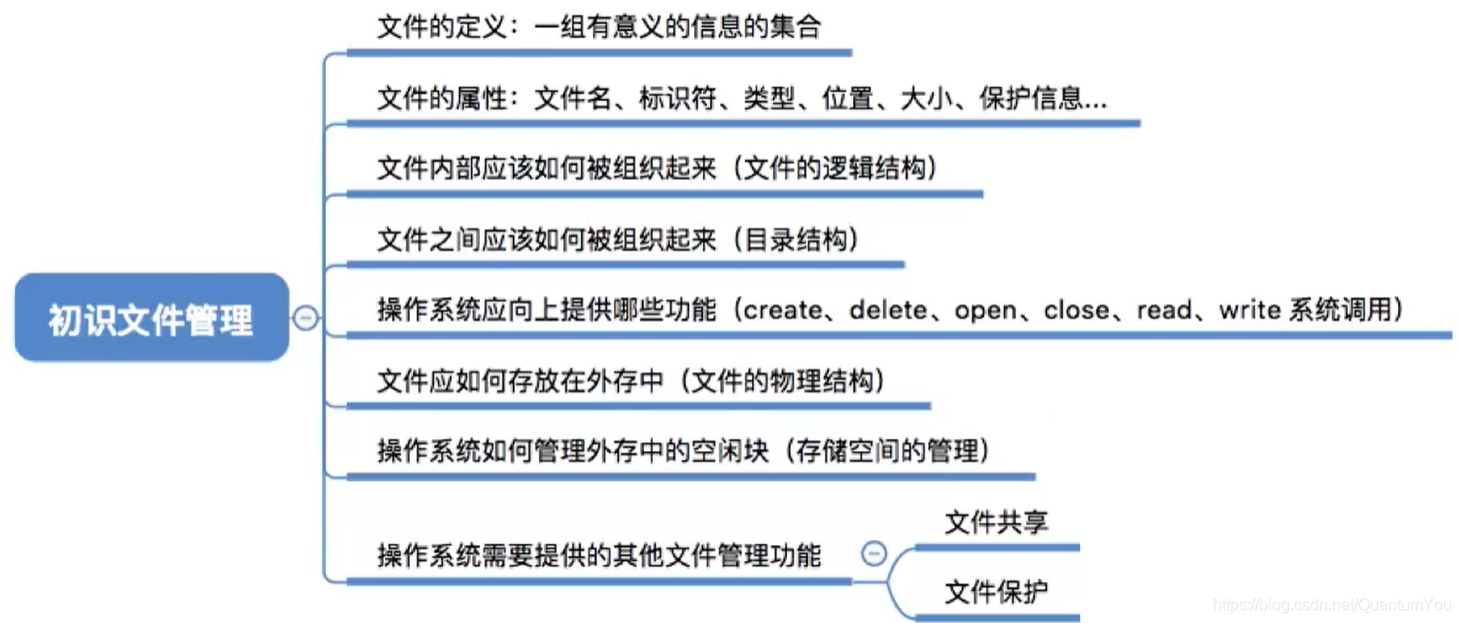 文件的定义：一组有意义的信息的集合
文件的属性：文件名、标识符、类型、位置、大小、保护信息...
文件内部应该如何被组织起来（文件的逻辑结构）
文件之间应该如何被组织起来（目录结构）
初识文件管理
操作系统应向上提供哪些功能（create、delete、open、close、read、write 系统调用）
文件应如何存放在外存中（文件的物理结构）
操作系统如何管理外存中的空闲块（存储空间的管理）
操作系统需要提供的其他文件管理功能
文件共享
文件保护
https://blog.csdn.net/QuantumYou